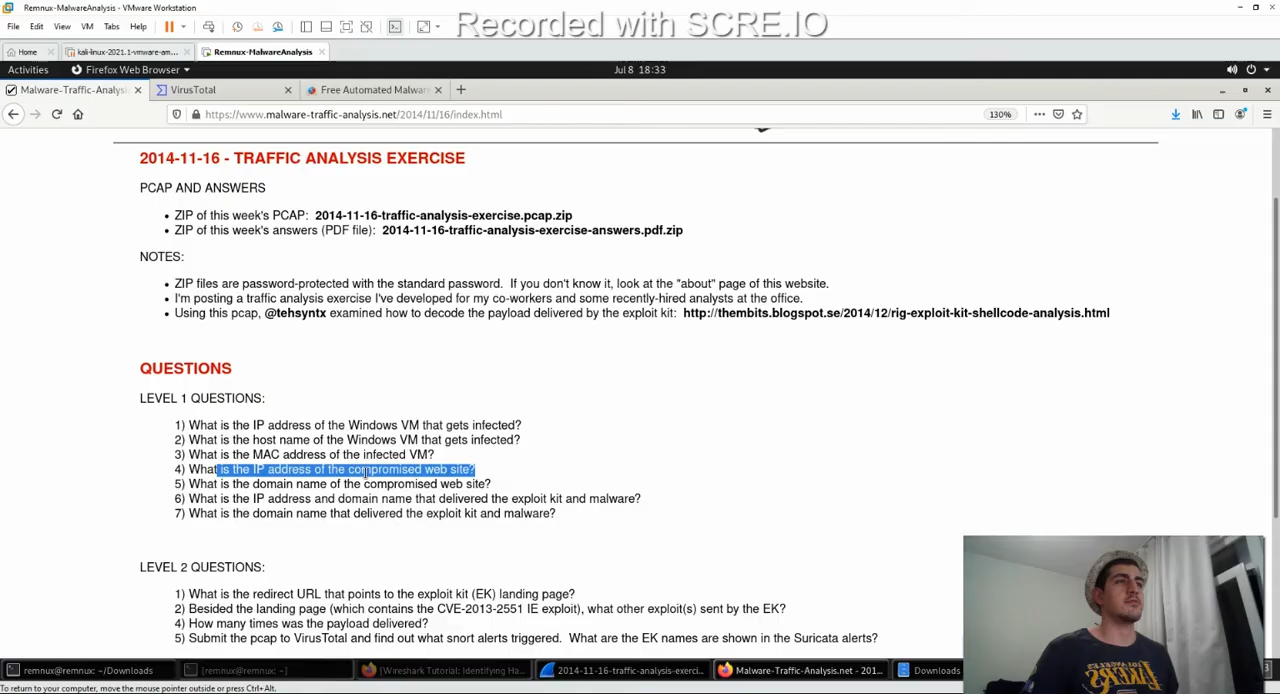 Remnux-MalwareAnalysis - VMware Workstation
Recorded with SCRE.IO
File Edit View VM Tabs Help
Home kali-linux-2021.1-vmware-am... Remnux-MalwareAnalysis
Activities Firefox Web Browser Jul 8 18:33
Malware-Traffic-Analysis VirusTotal Free Automated Malware
https://www.malware-traffic-analysis.net/2014/11/16/index.html 130%
2014-11-16 - TRAFFIC ANALYSIS EXERCISE
PCAP AND ANSWERS
• ZIP of this week's PCAP: 2014-11-16-traffic-analysis-exercise.pcap.zip
• ZIP of this week's answers (PDF file): 2014-11-16-traffic-analysis-exercise-answers.pdf.zip
NOTES:
• ZIP files are password-protected with the standard password. If you don't know it, look at the "about" page of this website.
• I'm posting a traffic analysis exercise I've developed for my co-workers and some recently-hired analysts at the office.
• Using this pcap, @tehsyntx examined how to decode the payload delivered by the exploit kit: http://thembits.blogspot.se/2014/12/rig-exploit-kit-shellcode-analysis.html
QUESTIONS
LEVEL 1 QUESTIONS:
1) What is the IP address of the Windows VM that gets infected?
2) What is the host name of the Windows VM that gets infected?
3) What is the MAC address of the infected VM?
4) What is the IP address of the compromised web site?
5) What is the domain name of the compromised web site?
6) What is the IP address and domain name that delivered the exploit kit and malware?
7) What is the domain name that delivered the exploit kit and malware?
LEVEL 2 QUESTIONS:
1) What is the redirect URL that points to the exploit kit (EK) landing page?
2) Besided the landing page (which contains the CVE-2013-2551 IE exploit), what other exploit(s) sent by the EK?
4) How many times was the payload delivered?
5) Submit the pcap to VirusTotal and find out what snort alerts triggered. What are the EK names are shown in the Suricata alerts?
remnux@remnux: ~/Downloads [remnux@remnux: ~] [Wireshark Tutorial: Identifying Ha... 2014-11-16-traffic-analysis-exerci... Malware-Traffic-Analysis.net - 201... Downloads
To return to your computer, move the mouse pointer outside or press Ctrl+Alt.